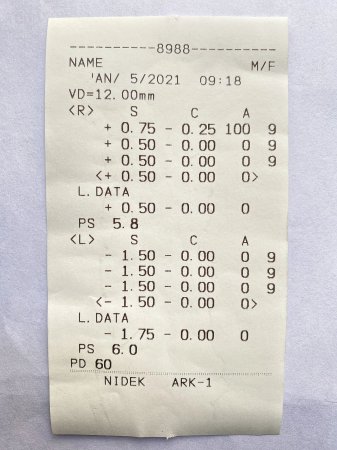 -----------8988-----------
NAME M/F
'AN/ 5/2021 09:18
VD=12.00mm
<R> S C A
+ 0.75 - 0.25 100 9
+ 0.50 - 0.00 0 9
+ 0.50 - 0.00 0 9
<+ 0.50 - 0.00 0>
L.DATA
+ 0.50 - 0.00 0
PS 5.8
<L> S C A
- 1.50 - 0.00 0 9
- 1.50 - 0.00 0 9
- 1.50 - 0.00 0 9
<- 1.50 - 0.00 0>
L.DATA
- 1.75 - 0.00 0
PS 6.0
PD 60
NIDEK ARK-1